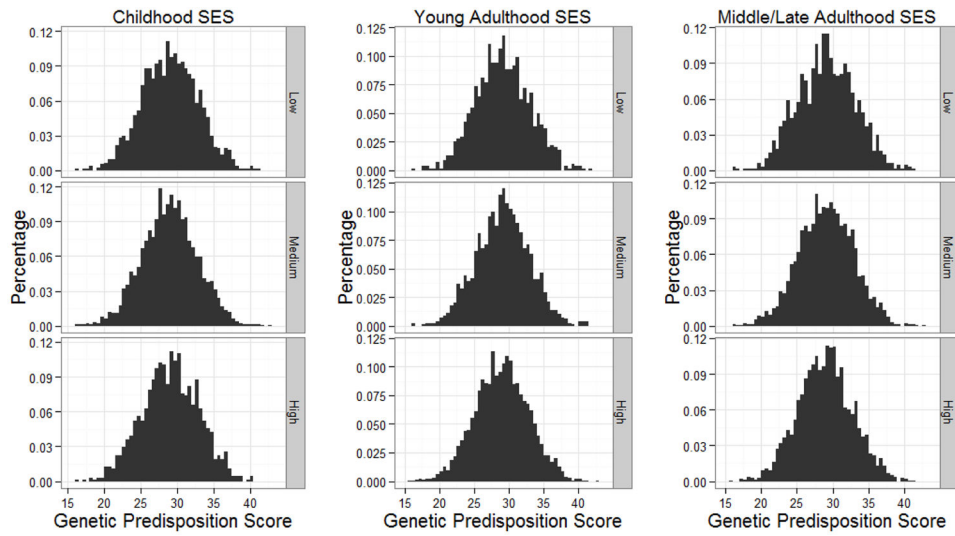 Childhood SES
Young Adulthood SES
Middle/Late Adulthood SES
Percentage
0.12
0.09
0.06
0.03
0.00
Low
0.12
0.09
0.06
0.03
0.00
Medium
0.12
0.09
0.06
0.03
0.00
High
15 20 25 30 35 40
Genetic Predisposition Score
Percentage
0.125
0.100
0.075
0.050
0.025
0.000
Low
0.125
0.100
0.075
0.050
0.025
0.000
Medium
0.125
0.100
0.075
0.050
0.025
0.000
High
15 20 25 30 35 40
Genetic Predisposition Score
Percentage
0.12
0.09
0.06
0.03
0.00
Low
0.12
0.09
0.06
0.03
0.00
Medium
0.12
0.09
0.06
0.03
0.00
High
15 20 25 30 35 40
Genetic Predisposition Score